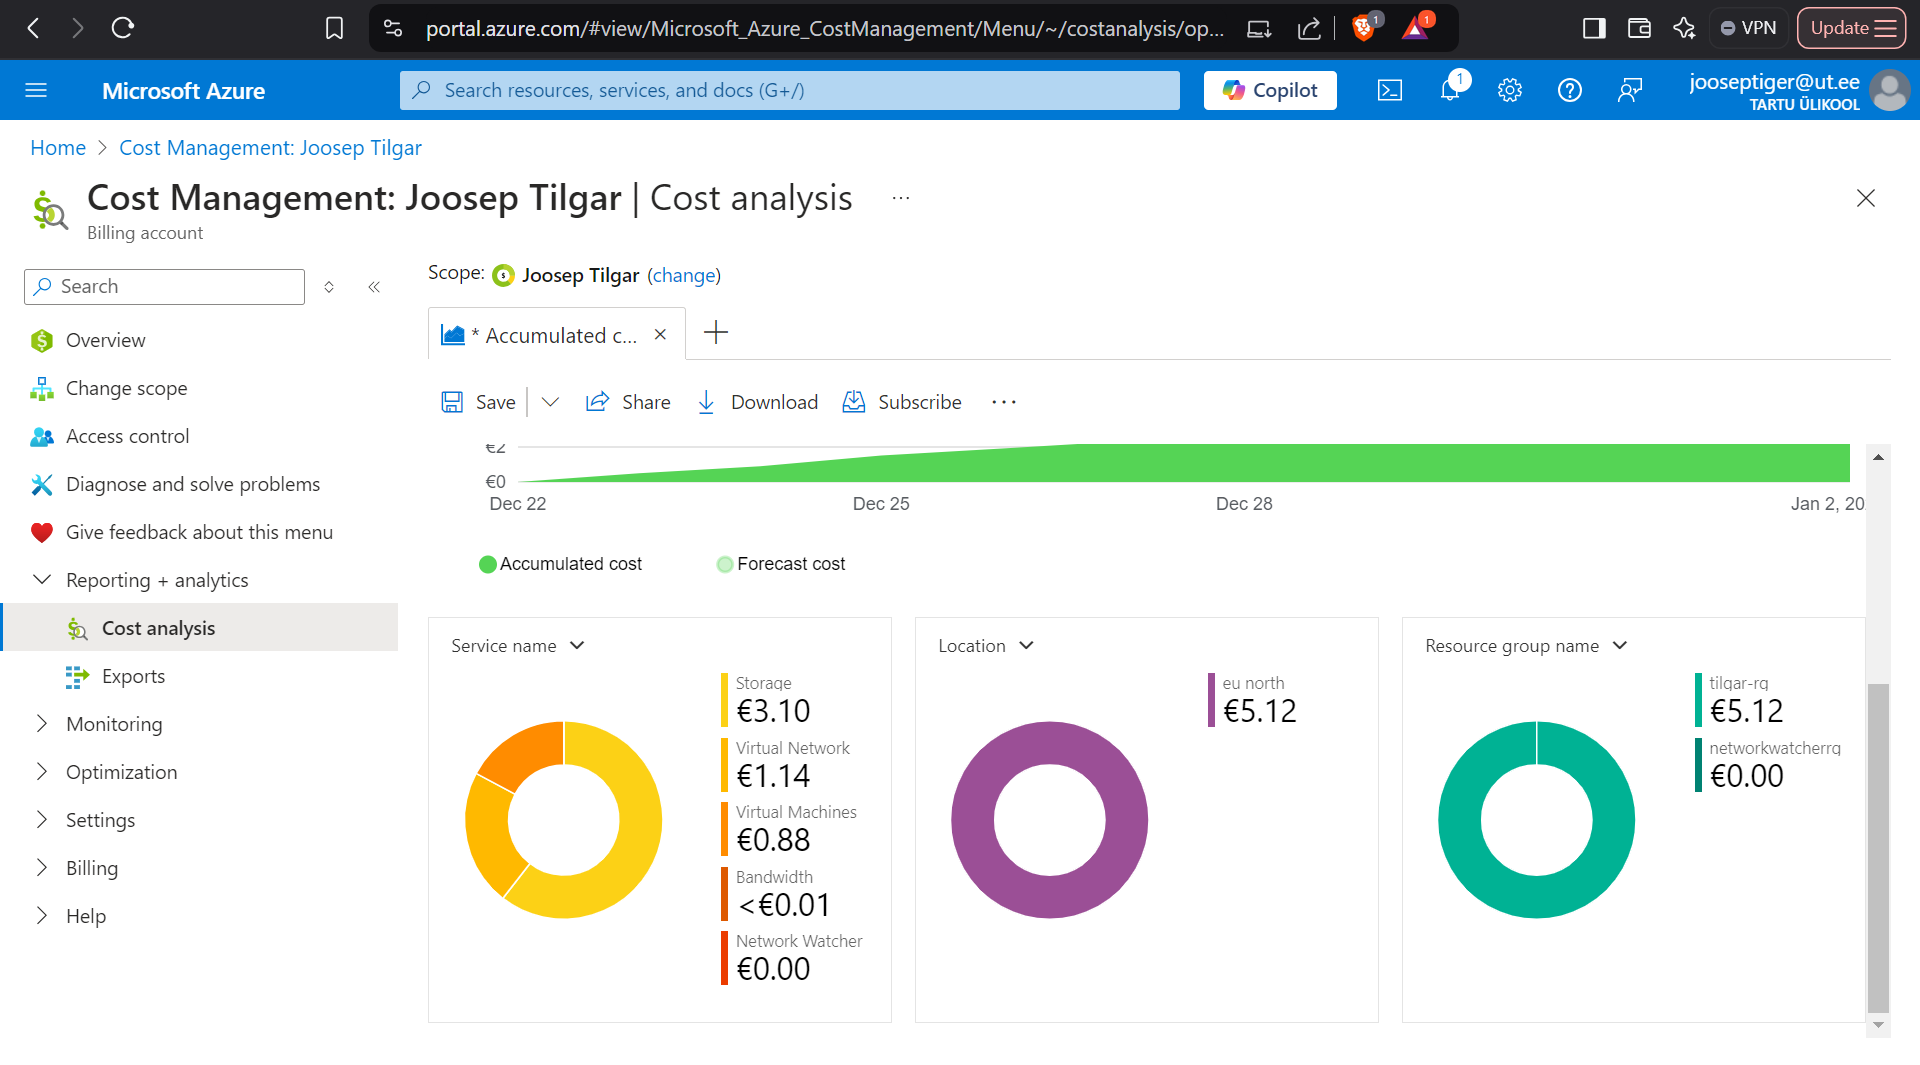 portal.azure.com/#view/Microsoft_Azure_CostManagement/Menu/~/costanalysis/op...
1
1
VPN
Update
Microsoft Azure
Search resources, services, and docs (G+/)
Copilot
1
jooseptiger@ut.ee
TARTU ÜLIKOOL
Home > Cost Management: Joosep Tilgar
Cost Management: Joosep Tilgar | Cost analysis ...
Billing account
Search
Overview
Change scope
Access control
Diagnose and solve problems
Give feedback about this menu
Reporting + analytics
Cost analysis
Exports
Monitoring
Optimization
Settings
Billing
Help
Scope: Joosep Tilgar (change)
* Accumulated c...
Save
Share
Download
Subscribe
...
€2
€0
Dec 22
Dec 25
Dec 28
Jan 2, 20
Accumulated cost
Forecast cost
Service name
Storage
€3.10
Virtual Network
€1.14
Virtual Machines
€0.88
Bandwidth
<€0.01
Network Watcher
€0.00
Location
eu north
€5.12
Resource group name
tilgar-rg
€5.12
networkwatcherrg
€0.00